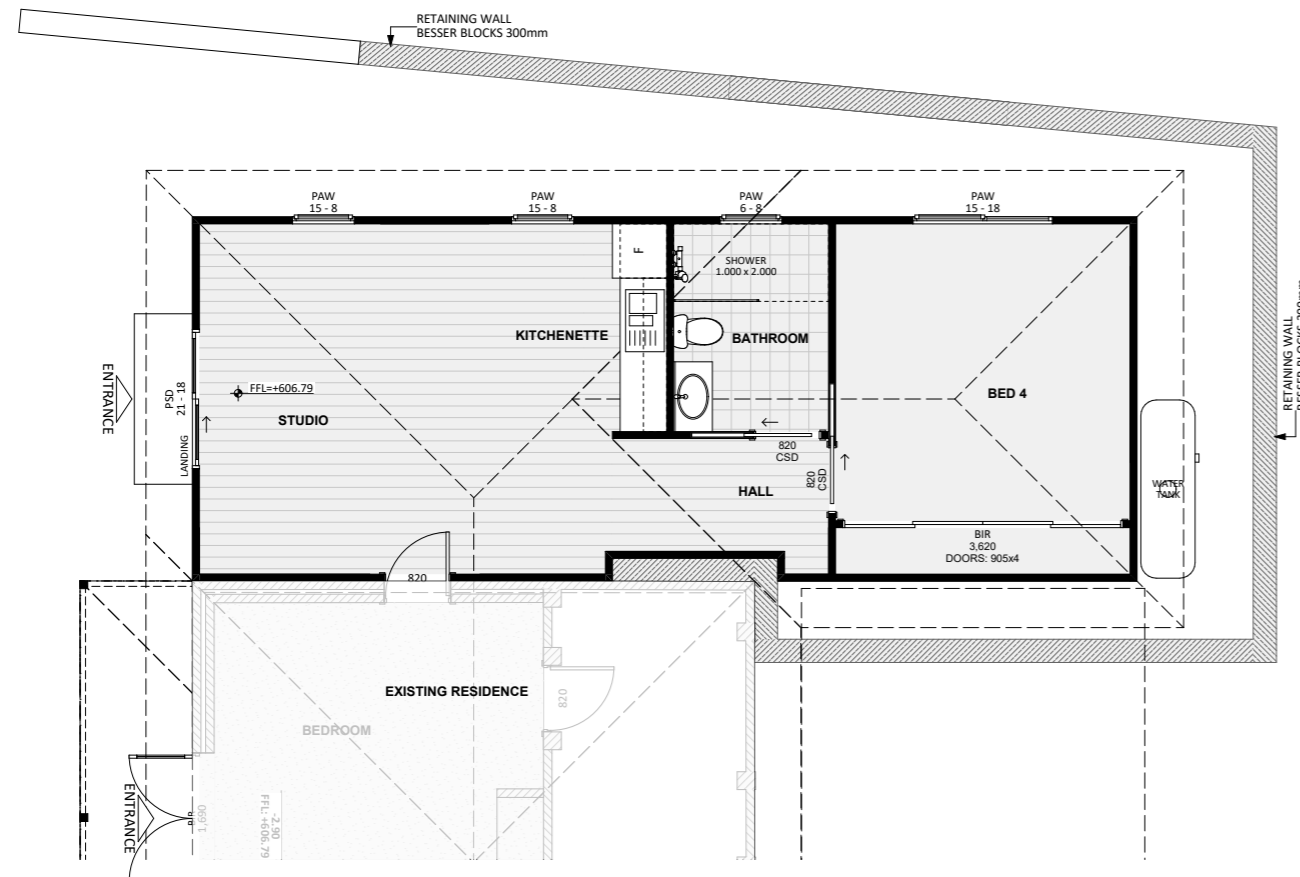 RETAINING WALL
BESSER BLOCKS 300mm
PAW
15 - 8
PAW
15 - 8
PAW
6 - 8
PAW
15 - 18
F
SHOWER
1.000 x 2.000
KITCHENETTE
BATHROOM
BED 4
RETAINING WALL
BESSER BLOCKS 300mm
ENTRANCE
PSD
21 - 18
LANDING
FFL=+606.79
STUDIO
820
CSD
820
CSD
HALL
WATER
TANK
BIR
3,620
DOORS: 905x4
820
EXISTING RESIDENCE
BEDROOM
820
ENTRANCE
1,690
-2.90
FFL: +606.79